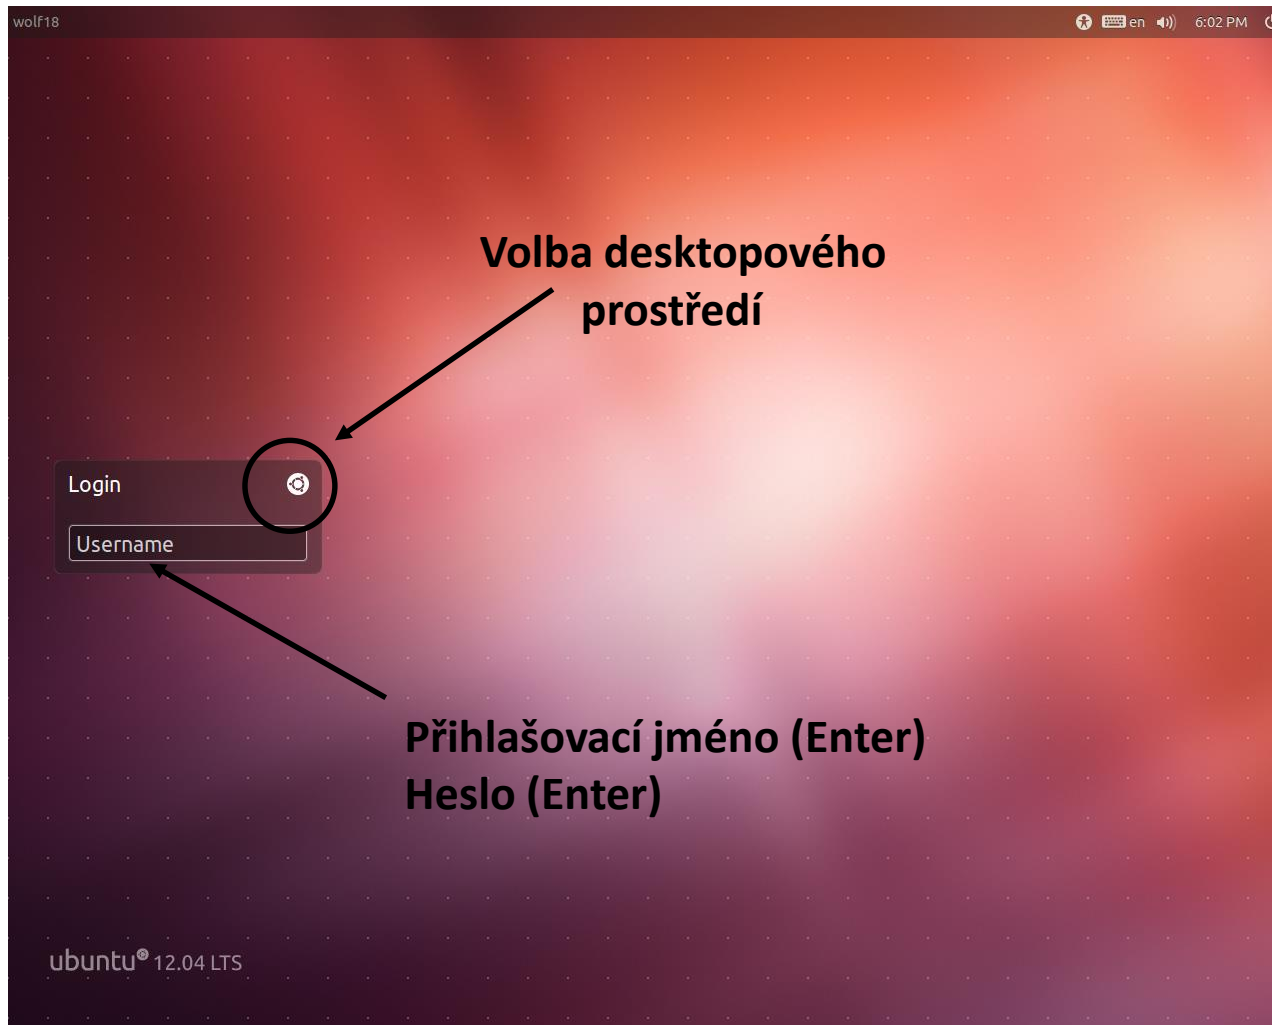 wolf18
en
6:02 PM
Volba desktopového
prostředí
Login
Username
Přihlašovací jméno (Enter)
Heslo (Enter)
ubuntu 12.04 LTS